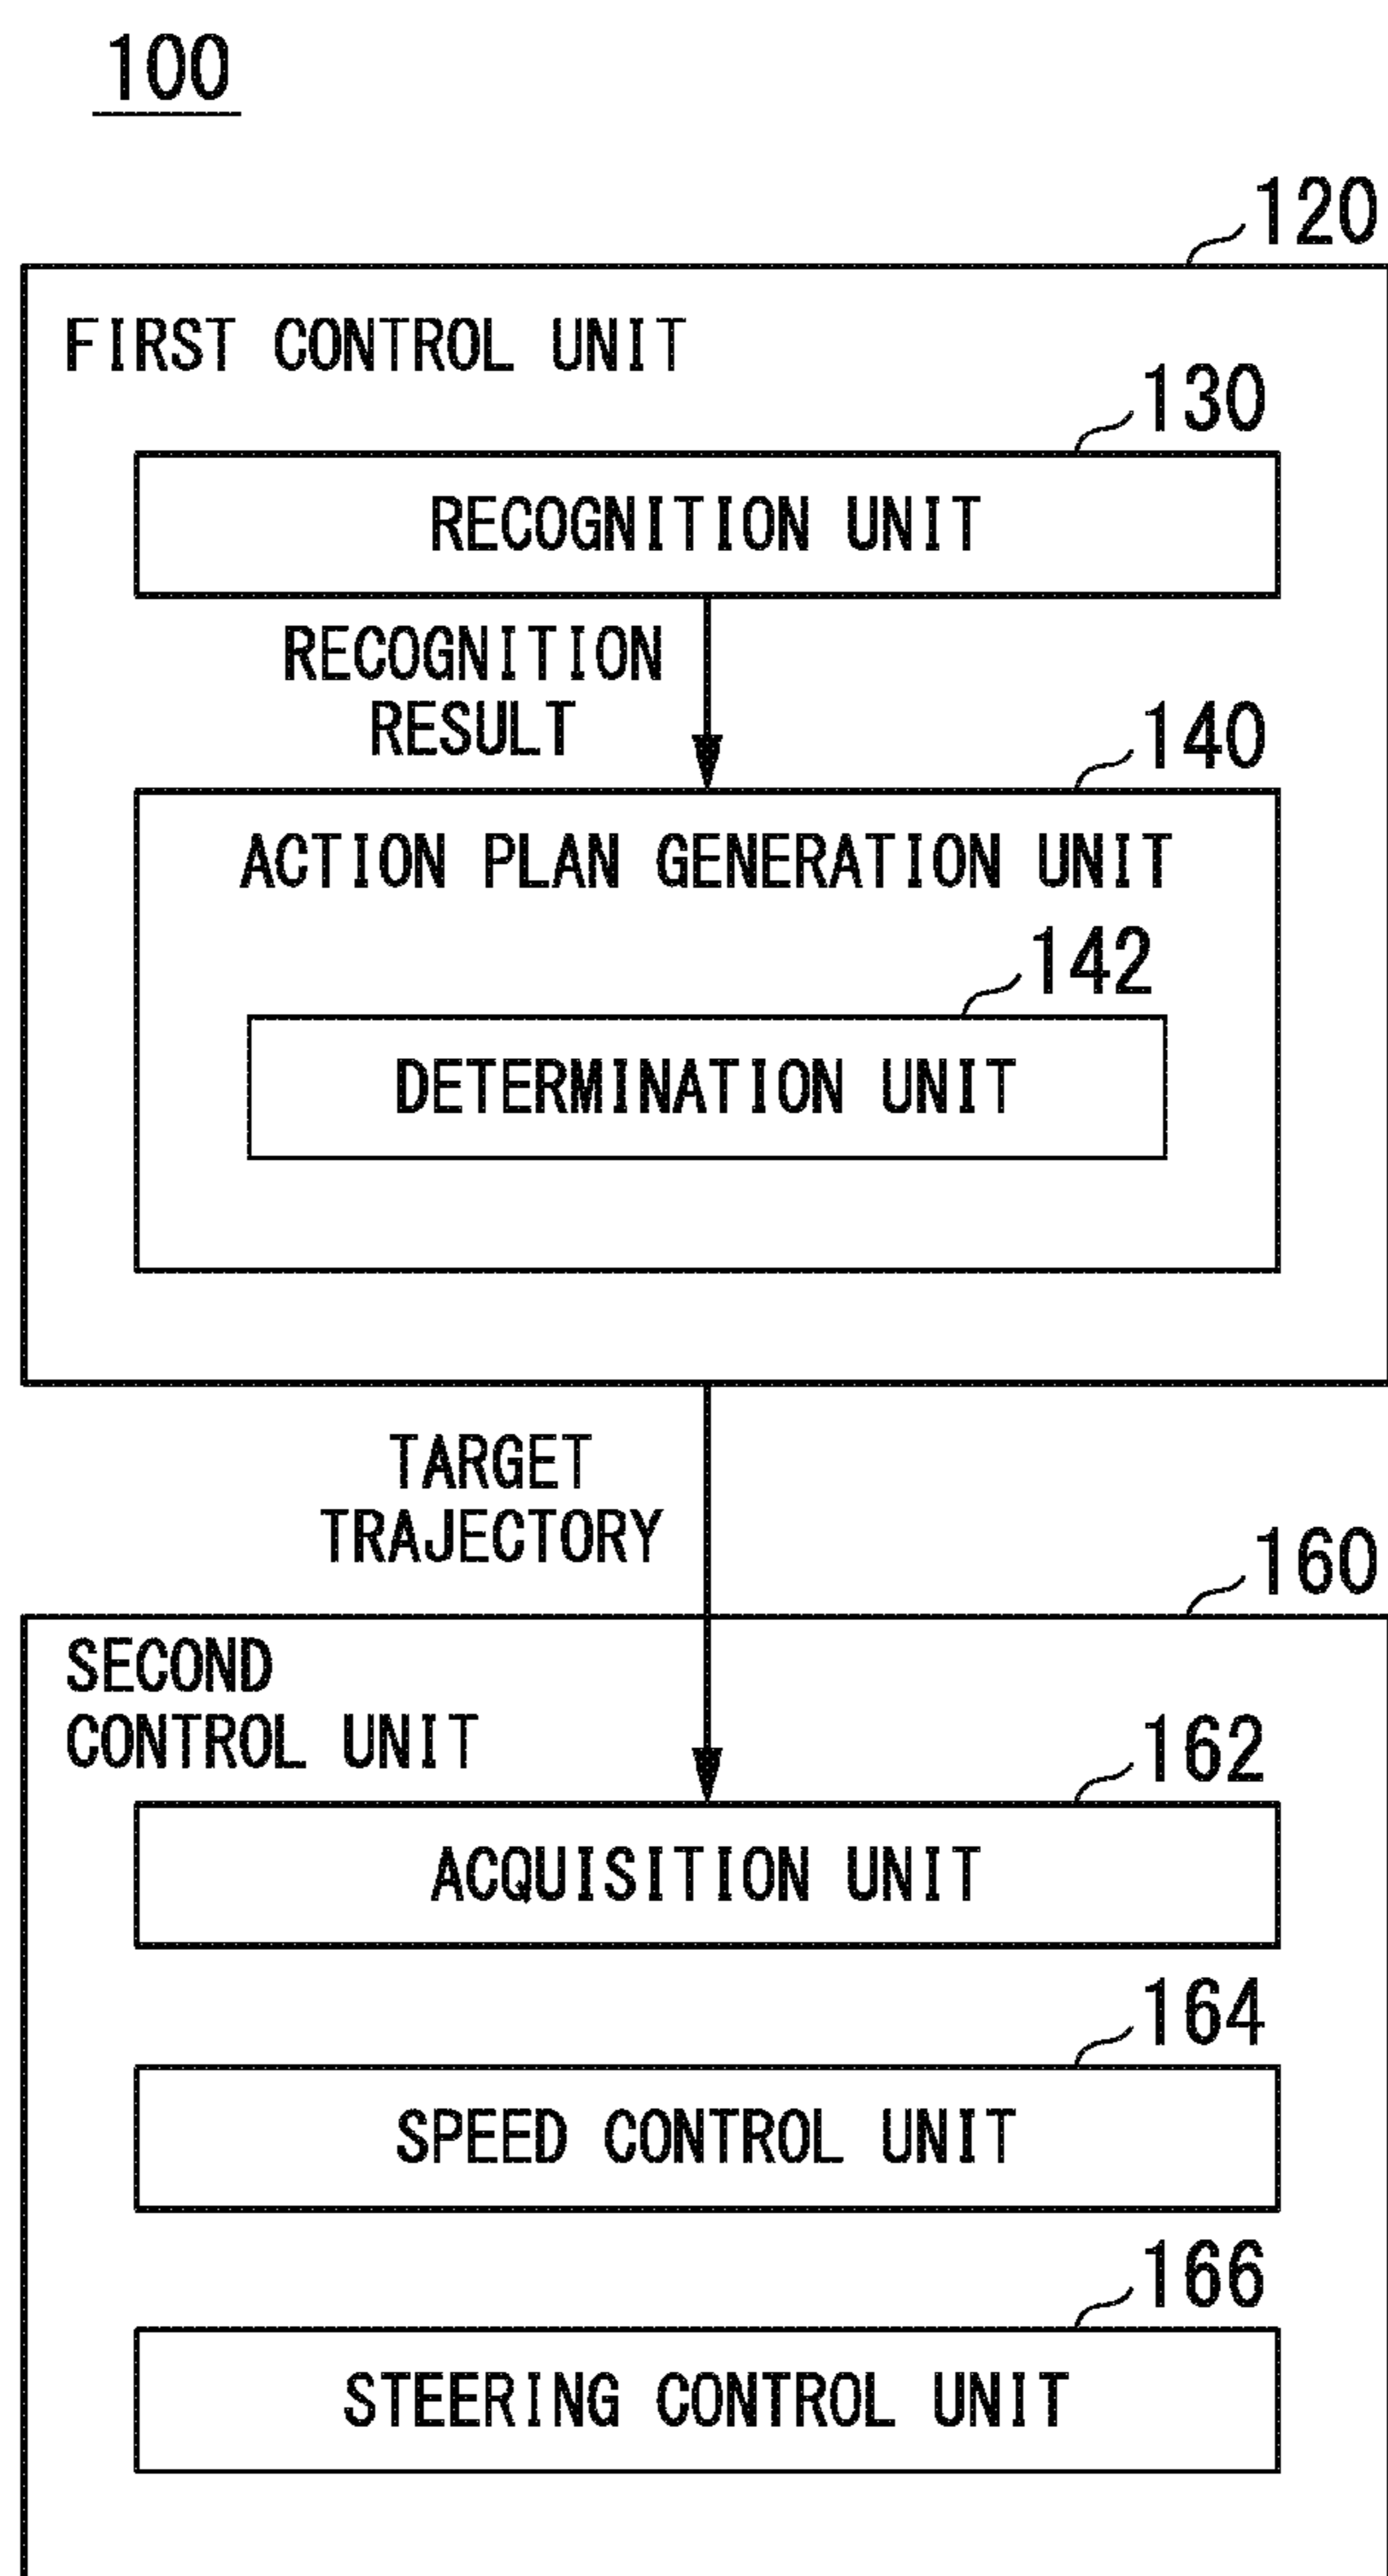 100
120
FIRST CONTROL UNIT
130
RECOGNITION UNIT
RECOGNITION
RESULT
140
ACTION PLAN GENERATION UNIT
142
DETERMINATION UNIT
TARGET
TRAJECTORY
160
SECOND
CONTROL UNIT
162
ACQUISITION UNIT
164
SPEED CONTROL UNIT
166
STEERING CONTROL UNIT